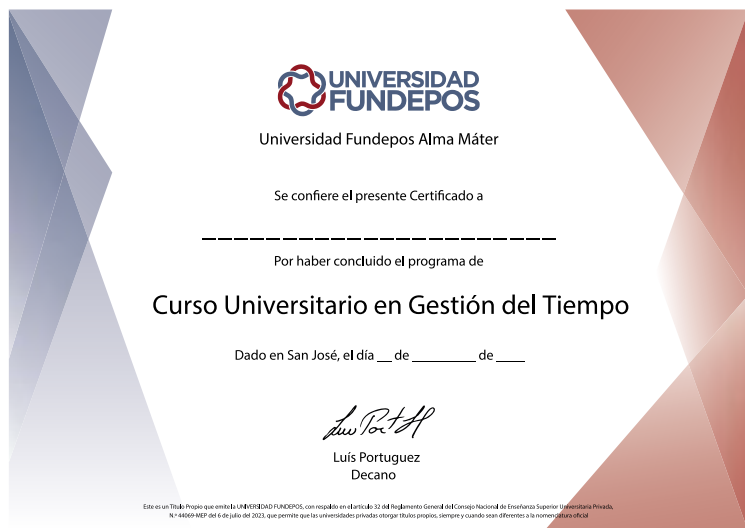 UNIVERSIDAD
FUNDEPOS
Universidad Fundepos Alma Máter
Se confiere el presente Certificado a
_______________________
Por haber concluido el programa de
Curso Universitario en Gestión del Tiempo
Dado en San José, el día __ de _________ de ____
Luís Portuguez
Decano
Este es un Título Propio que emite la UNIVERSIDAD FUNDEPOS, con respaldo en el artículo 32 del Reglamento General del Consejo Nacional de Enseñanza Superior Universitaria Privada,
N.º 44069-MEP del 6 de julio del 2023, que permite que las universidades privadas otorgar títulos propios, siempre y cuando sean diferentes a la nomenclatura oficial